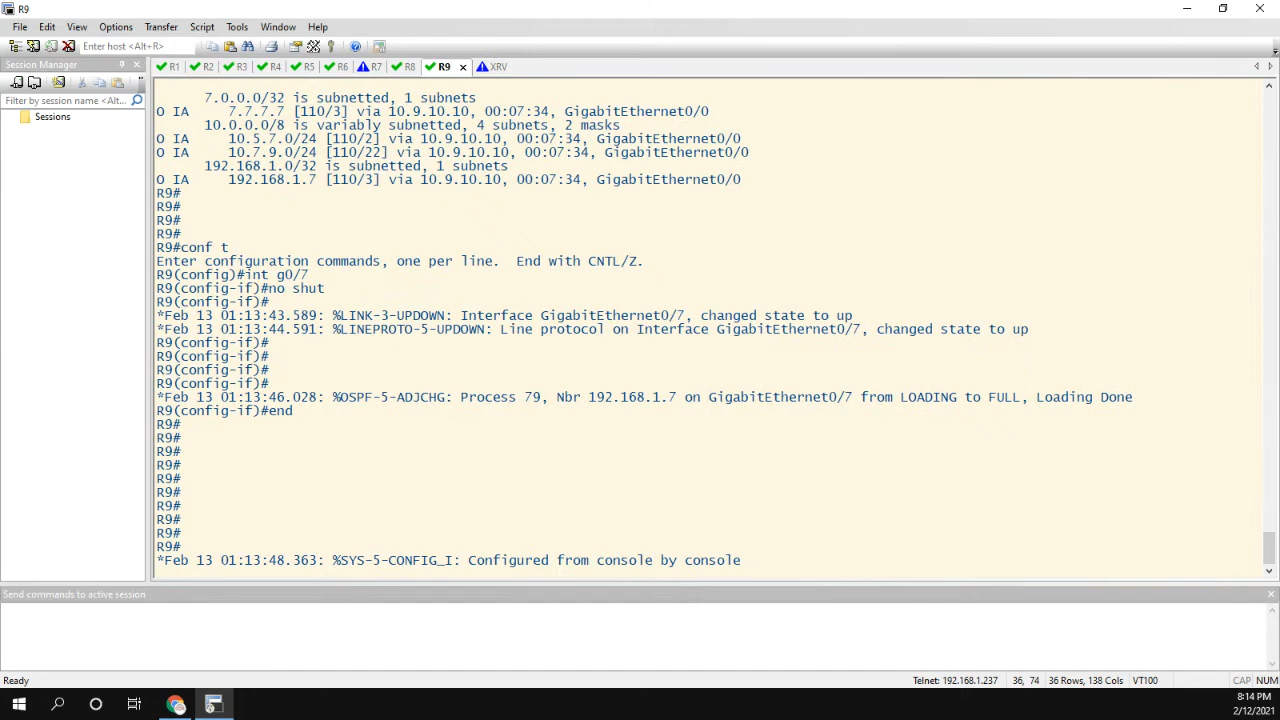 R9
File Edit View Options Transfer Script Tools Window Help
Enter host <Alt+R>
Session Manager
R1 R2 R3 R4 R5 R6 R7 R8 R9 XRV
Filter by session name <Alt...
Sessions
7.0.0.0/32 is subnetted, 1 subnets
O IA 7.7.7.7 [110/3] via 10.9.10.10, 00:07:34, GigabitEthernet0/0
10.0.0.0/8 is variably subnetted, 4 subnets, 2 masks
O IA 10.5.7.0/24 [110/2] via 10.9.10.10, 00:07:34, GigabitEthernet0/0
O IA 10.7.9.0/24 [110/22] via 10.9.10.10, 00:07:34, GigabitEthernet0/0
192.168.1.0/32 is subnetted, 1 subnets
O IA 192.168.1.7 [110/3] via 10.9.10.10, 00:07:34, GigabitEthernet0/0
R9#
R9#
R9#
R9#
R9#conf t
Enter configuration commands, one per line. End with CNTL/Z.
R9(config)#int g0/7
R9(config-if)#no shut
R9(config-if)#
*Feb 13 01:13:43.589: %LINK-3-UPDOWN: Interface GigabitEthernet0/7, changed state to up
*Feb 13 01:13:44.591: %LINEPROTO-5-UPDOWN: Line protocol on Interface GigabitEthernet0/7, changed state to up
R9(config-if)#
R9(config-if)#
R9(config-if)#
R9(config-if)#
*Feb 13 01:13:46.028: %OSPF-5-ADJCHG: Process 79, Nbr 192.168.1.7 on GigabitEthernet0/7 from LOADING to FULL, Loading Done
R9(config-if)#end
R9#
R9#
R9#
R9#
R9#
R9#
R9#
R9#
R9#
R9#
*Feb 13 01:13:48.363: %SYS-5-CONFIG_I: Configured from console by console
Send commands to active session
Ready Telnet: 192.168.1.237 36, 74 36 Rows, 138 Cols VT100 CAP NUM
8:14 PM
2/12/2021